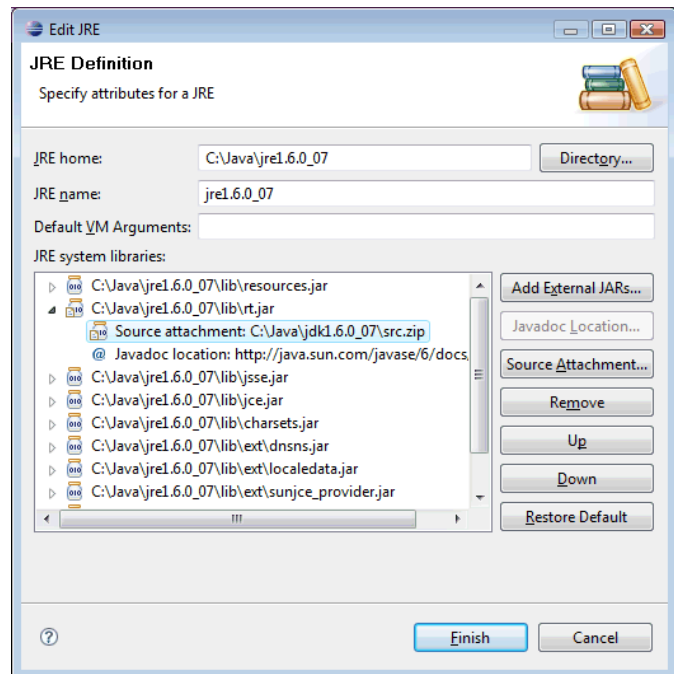 Edit JRE
JRE Definition
Specify attributes for a JRE
JRE home: C:\Java\jre1.6.0_07 Directory...
JRE name: jre1.6.0_07
Default VM Arguments:
JRE system libraries:
C:\Java\jre1.6.0_07\lib\resources.jar
C:\Java\jre1.6.0_07\lib\rt.jar
Source attachment: C:\Java\jdk1.6.0_07\src.zip
Javadoc location: http://java.sun.com/javase/6/docs,
C:\Java\jre1.6.0_07\lib\jsse.jar
C:\Java\jre1.6.0_07\lib\jce.jar
C:\Java\jre1.6.0_07\lib\charsets.jar
C:\Java\jre1.6.0_07\lib\ext\dnsns.jar
C:\Java\jre1.6.0_07\lib\ext\localedata.jar
C:\Java\jre1.6.0_07\lib\ext\sunjce_provider.jar
Add External JARs...
Javadoc Location...
Source Attachment...
Remove
Up
Down
Restore Default
Finish Cancel